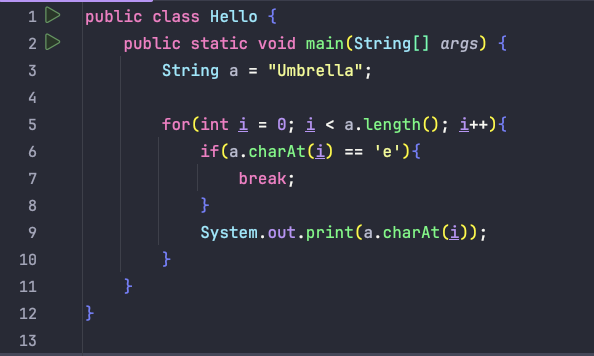 1 public class Hello {
2     public static void main(String[] args) {
3         String a = "Umbrella";
4
5         for(int i = 0; i < a.length(); i++){
6             if(a.charAt(i) == 'e'){
7                 break;
8             }
9             System.out.print(a.charAt(i));
10         }
11     }
12 }
13